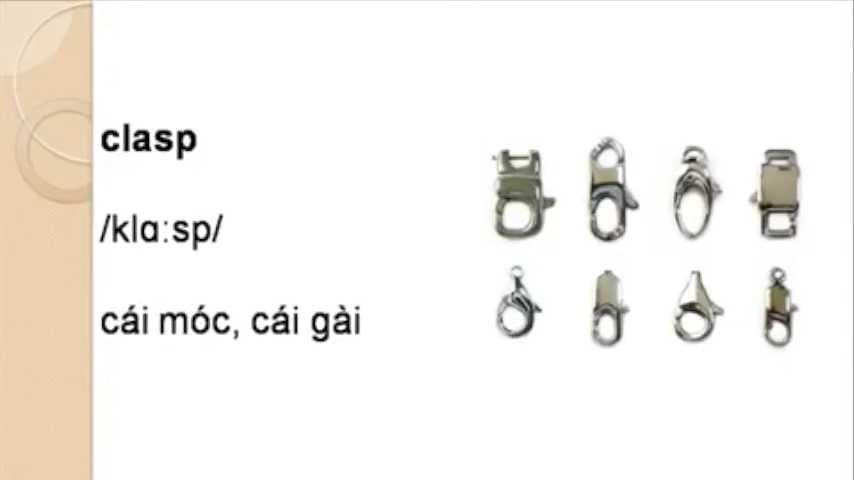 clasp
/klɑːsp/
cái móc, cái gài